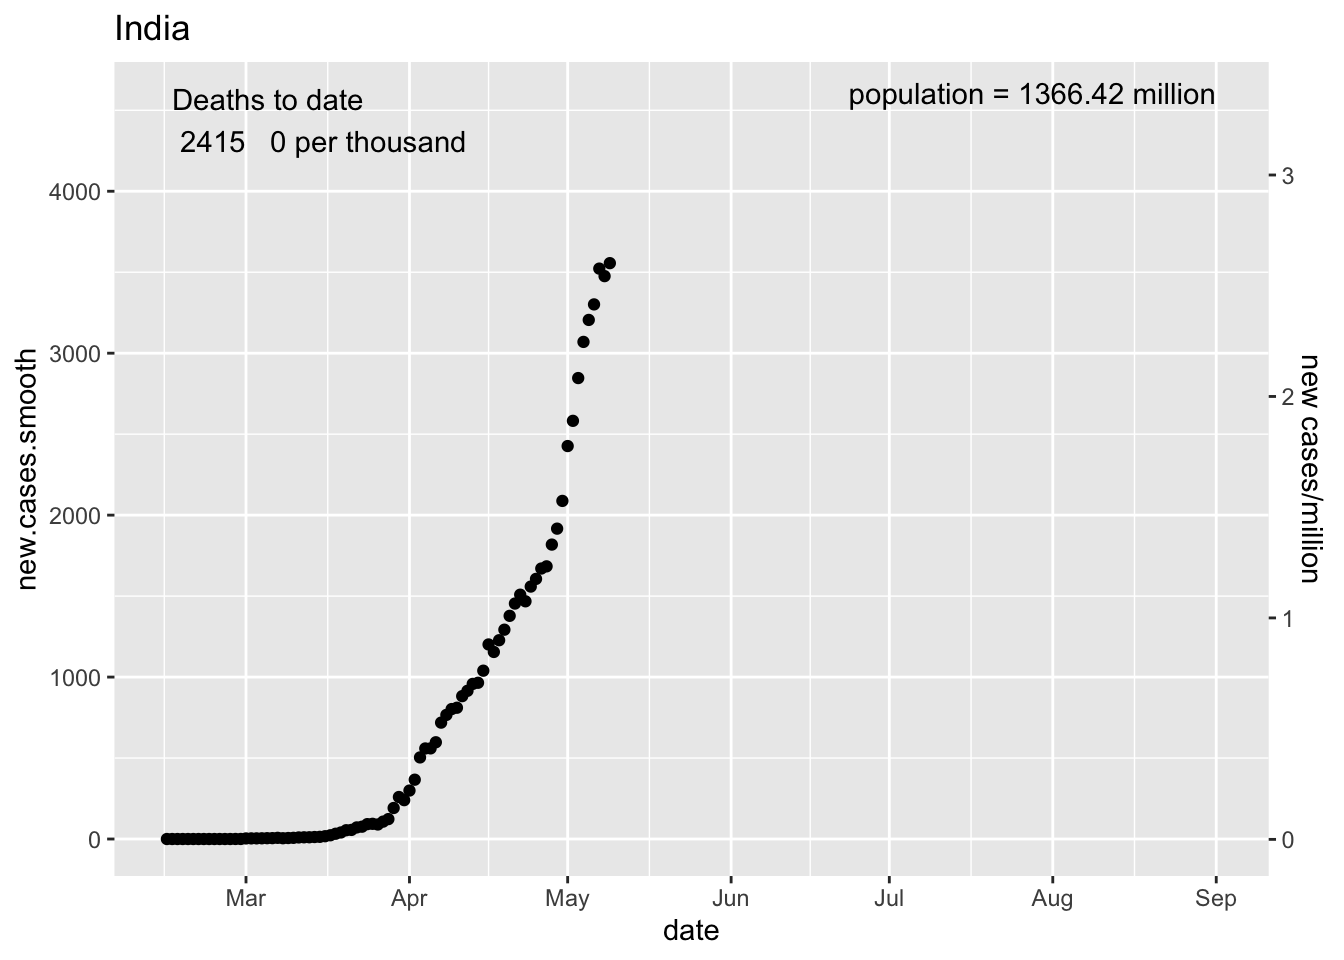 India
Deaths to date
2415 0 per thousand
population = 1366.42 million
new.cases.smooth
4000
3000
2000
1000
0
3
2
1
0
new cases/million
Mar Apr May Jun Jul Aug Sep
date